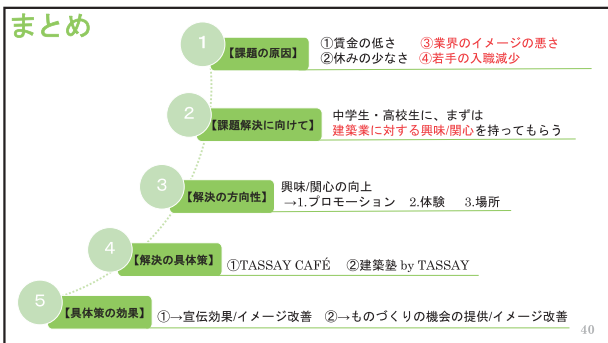 まとめ
1
【課題の原因】
①賃金の低さ ③業界のイメージの悪さ
②休みの少なさ ④若手の入職減少
2
【課題解決に向けて】
中学生・高校生に、まずは
建築業に対する興味/関心を持ってもらう
3
【解決の方向性】
興味/関心の向上
→1.プロモーション 2.体験 3.場所
4
【解決の具体策】
①TASSAY CAFÉ ②建築塾 by TASSAY
5
【具体策の効果】
①→宣伝効果/イメージ改善 ②→ものづくりの機会の提供/イメージ改善
40